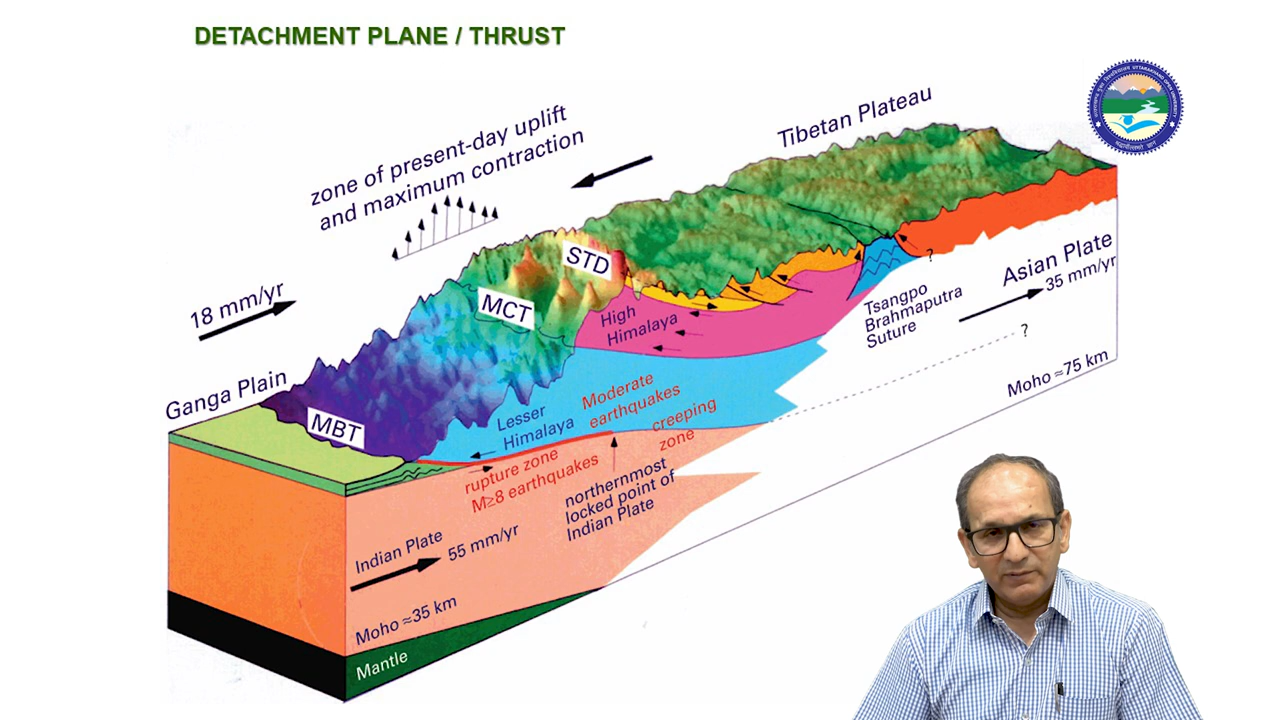 DETACHMENT PLANE / THRUST
zone of present-day uplift
and maximum contraction
Tibetan Plateau
18 mm/yr
STD
MCT
High
Himalaya
Ganga Plain
MBT
Lesser
Himalaya
Moderate
earthquakes
creeping
zone
rupture zone
M≥8 earthquakes
northernmost
locked point of
Indian Plate
Tsangpo
Brahmaputra
Suture
?
Asian Plate
35 mm/yr
?
Moho ≈75 km
Indian Plate
55 mm/yr
Moho ≈35 km
Mantle